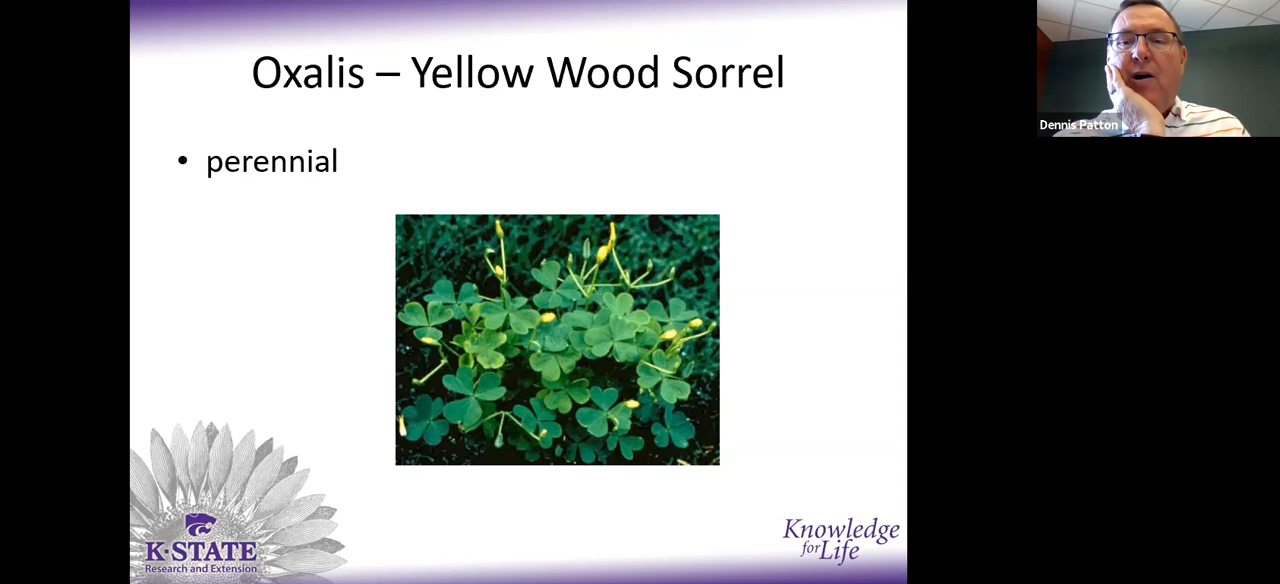 Oxalis – Yellow Wood Sorrel
• perennial
Dennis Patton
K-STATE
Research and Extension
Knowledge
for Life